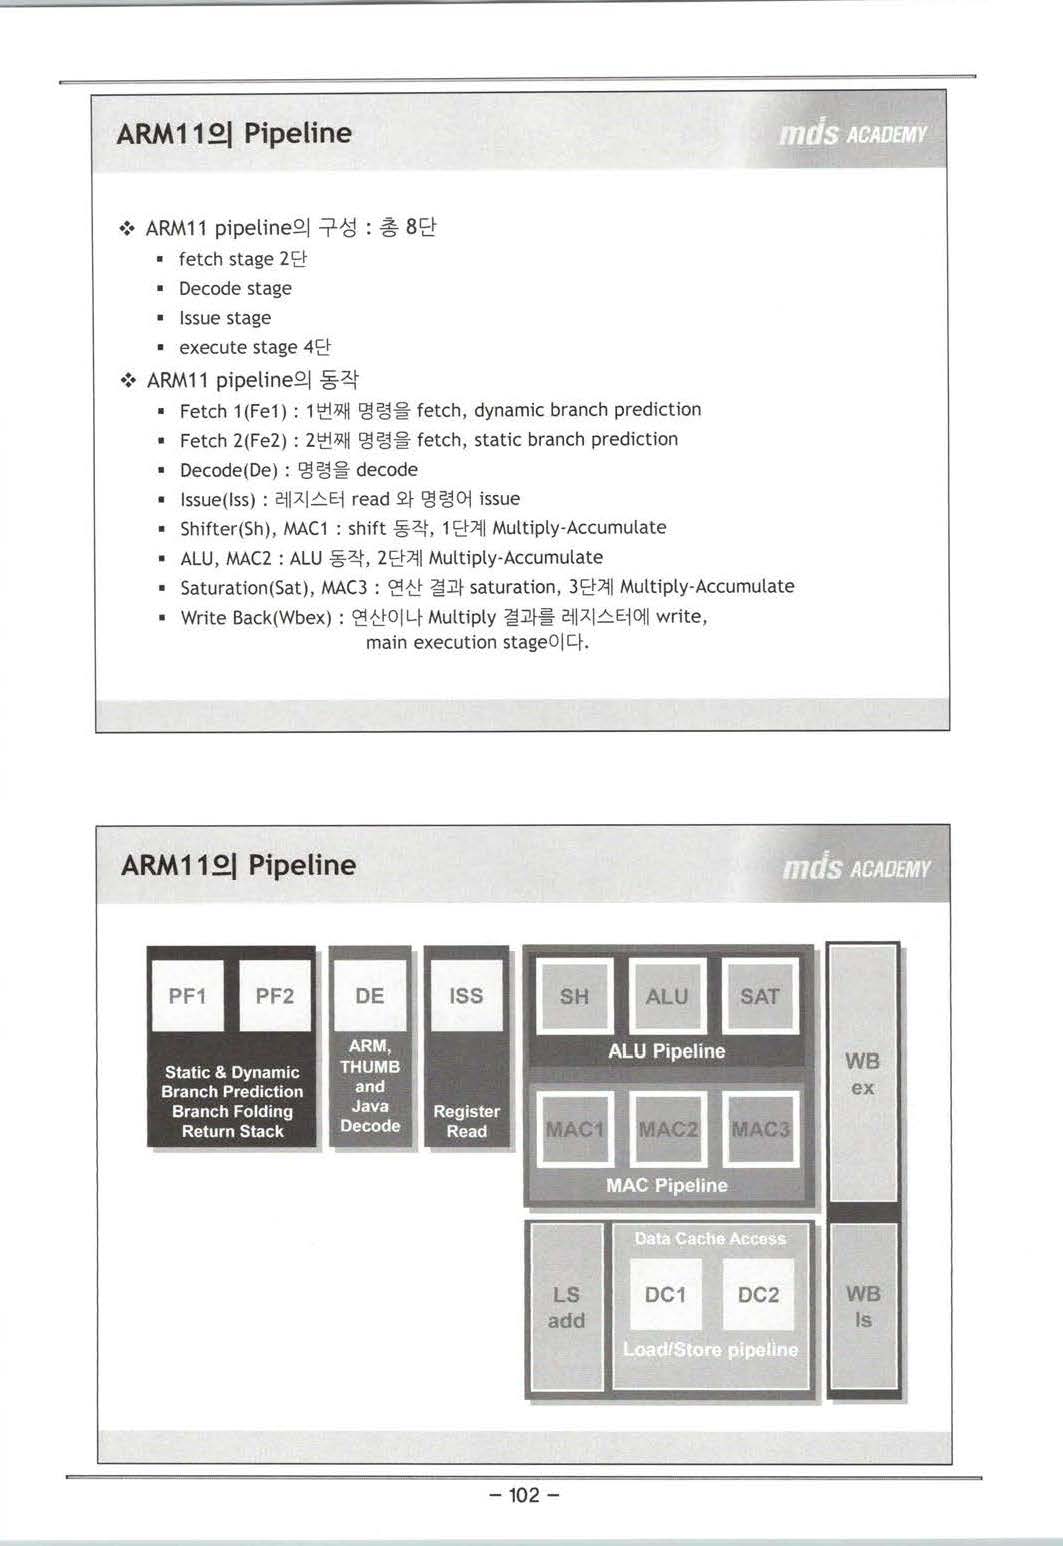 ARM11의 Pipeline
mds ACADEMY
❖ ARM11 pipeline의 구성 : 총 8단
▪ fetch stage 2단
▪ Decode stage
▪ Issue stage
▪ execute stage 4단
❖ ARM11 pipeline의 동작
▪ Fetch 1(Fe1) : 1번째 명령을 fetch, dynamic branch prediction
▪ Fetch 2(Fe2) : 2번째 명령을 fetch, static branch prediction
▪ Decode(De) : 명령을 decode
▪ Issue(Iss) : 레지스터 read 와 명령어 issue
▪ Shifter(Sh), MAC1 : shift 동작, 1단계 Multiply-Accumulate
▪ ALU, MAC2 : ALU 동작, 2단계 Multiply-Accumulate
▪ Saturation(Sat), MAC3 : 연산 결과 saturation, 3단계 Multiply-Accumulate
▪ Write Back(Wbex) : 연산이나 Multiply 결과를 레지스터에 write,
main execution stage이다.
ARM11의 Pipeline
mds ACADEMY
PF1 PF2
Static & Dynamic
Branch Prediction
Branch Folding
Return Stack
DE
ARM,
THUMB
and
Java
Decode
ISS
Register
Read
SH ALU SAT
ALU Pipeline
MAC1 MAC2 MAC3
MAC Pipeline
WB
ex
LS
add
Data Cache Access
DC1 DC2
Load/Store pipeline
WB
ls
- 102 -